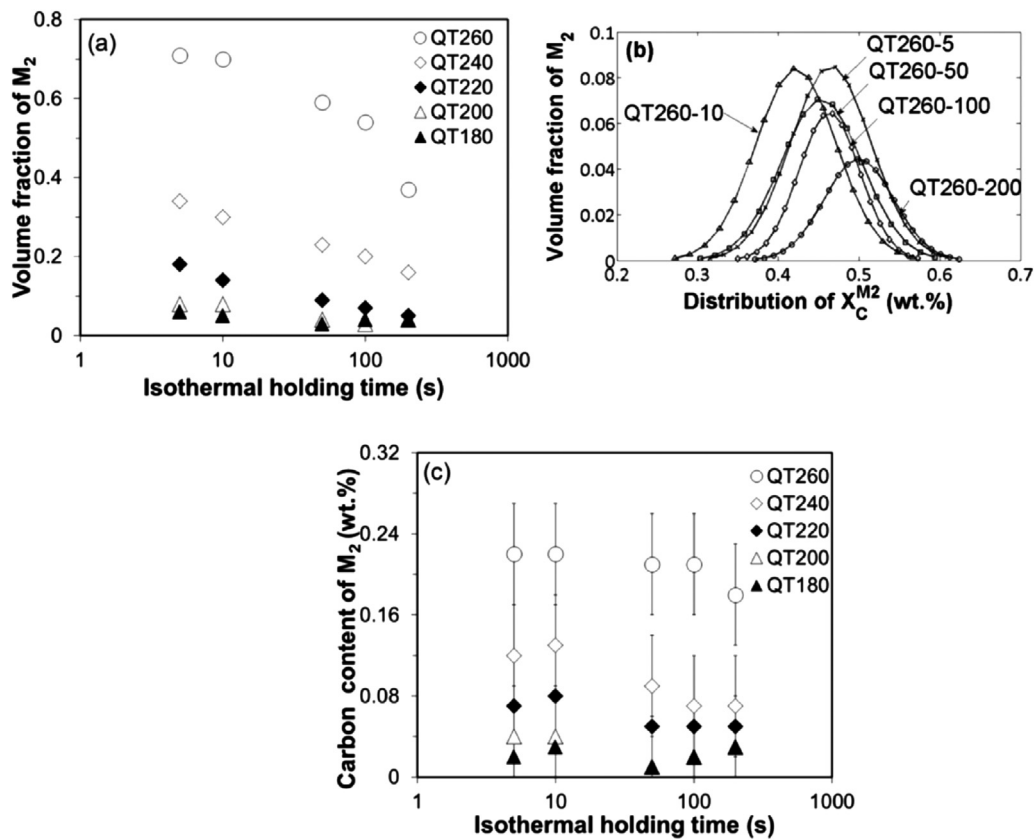 (a)
QT260
QT240
QT220
QT200
QT180
0.8
0.6
0.4
0.2
0
Volume fraction of M2
1
10
100
1000
Isothermal holding time (s)
(b)
QT260-5
QT260-50
QT260-100
QT260-10
QT260-200
0.1
0.08
0.06
0.04
0.02
0
Volume fraction of M2
0.2
0.3
0.4
0.5
0.6
0.7
Distribution of X_C^M2 (wt.%)
(c)
QT260
QT240
QT220
QT200
QT180
0.32
0.24
0.16
0.08
0
Carbon content of M2 (wt.%)
1
10
100
1000
Isothermal holding time (s)